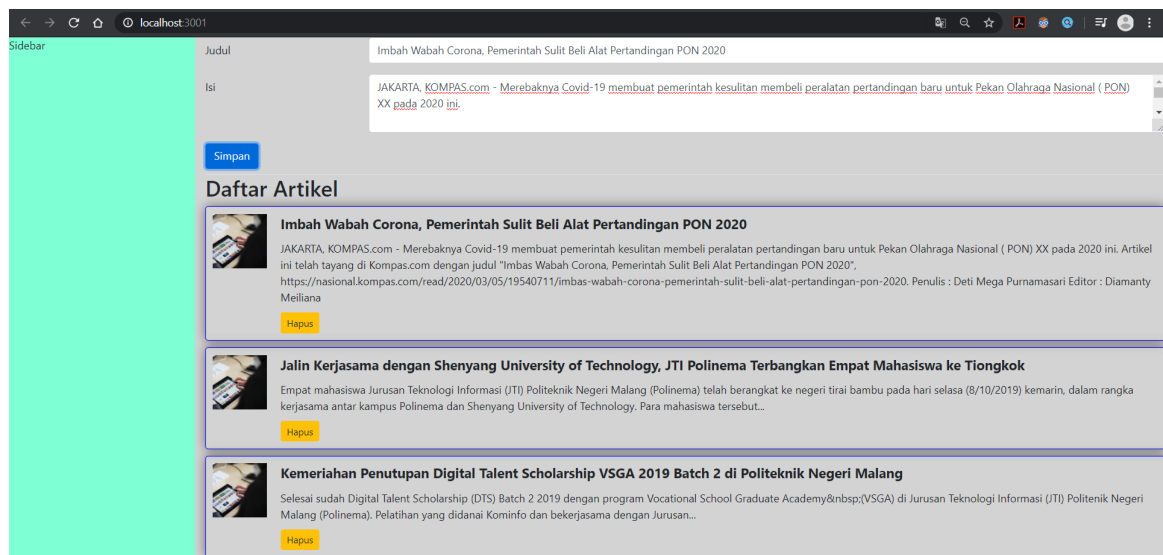 localhost:3001
Sidebar
Judul
Imbah Wabah Corona, Pemerintah Sulit Beli Alat Pertandingan PON 2020
Isi
JAKARTA, KOMPAS.com - Merebaknya Covid-19 membuat pemerintah kesulitan membeli peralatan pertandingan baru untuk Pekan Olahraga Nasional ( PON)
XX pada 2020 ini.
Simpan
Daftar Artikel
Imbah Wabah Corona, Pemerintah Sulit Beli Alat Pertandingan PON 2020
JAKARTA, KOMPAS.com - Merebaknya Covid-19 membuat pemerintah kesulitan membeli peralatan pertandingan baru untuk Pekan Olahraga Nasional ( PON) XX pada 2020 ini. Artikel
ini telah tayang di Kompas.com dengan judul "Imbas Wabah Corona, Pemerintah Sulit Beli Alat Pertandingan PON 2020",
https://nasional.kompas.com/read/2020/03/05/19540711/imbas-wabah-corona-pemerintah-sulit-beli-alat-pertandingan-pon-2020. Penulis : Deti Mega Purnamasari Editor : Diamanty
Meiliana
Hapus
Jalin Kerjasama dengan Shenyang University of Technology, JTI Polinema Terbangkan Empat Mahasiswa ke Tiongkok
Empat mahasiswa Jurusan Teknologi Informasi (JTI) Politeknik Negeri Malang (Polinema) telah berangkat ke negeri tirai bambu pada hari selasa (8/10/2019) kemarin, dalam rangka
kerjasama antar kampus Polinema dan Shenyang University of Technology. Para mahasiswa tersebut...
Hapus
Kemeriahan Penutupan Digital Talent Scholarship VSGA 2019 Batch 2 di Politeknik Negeri Malang
Selesai sudah Digital Talent Scholarship (DTS) Batch 2 2019 dengan program Vocational School Graduate Academy&nbsp;(VSGA) di Jurusan Teknologi Informasi (JTI) Politenik Negeri
Malang (Polinema). Pelatihan yang didanai Kominfo dan bekerjasama dengan Jurusan...
Hapus